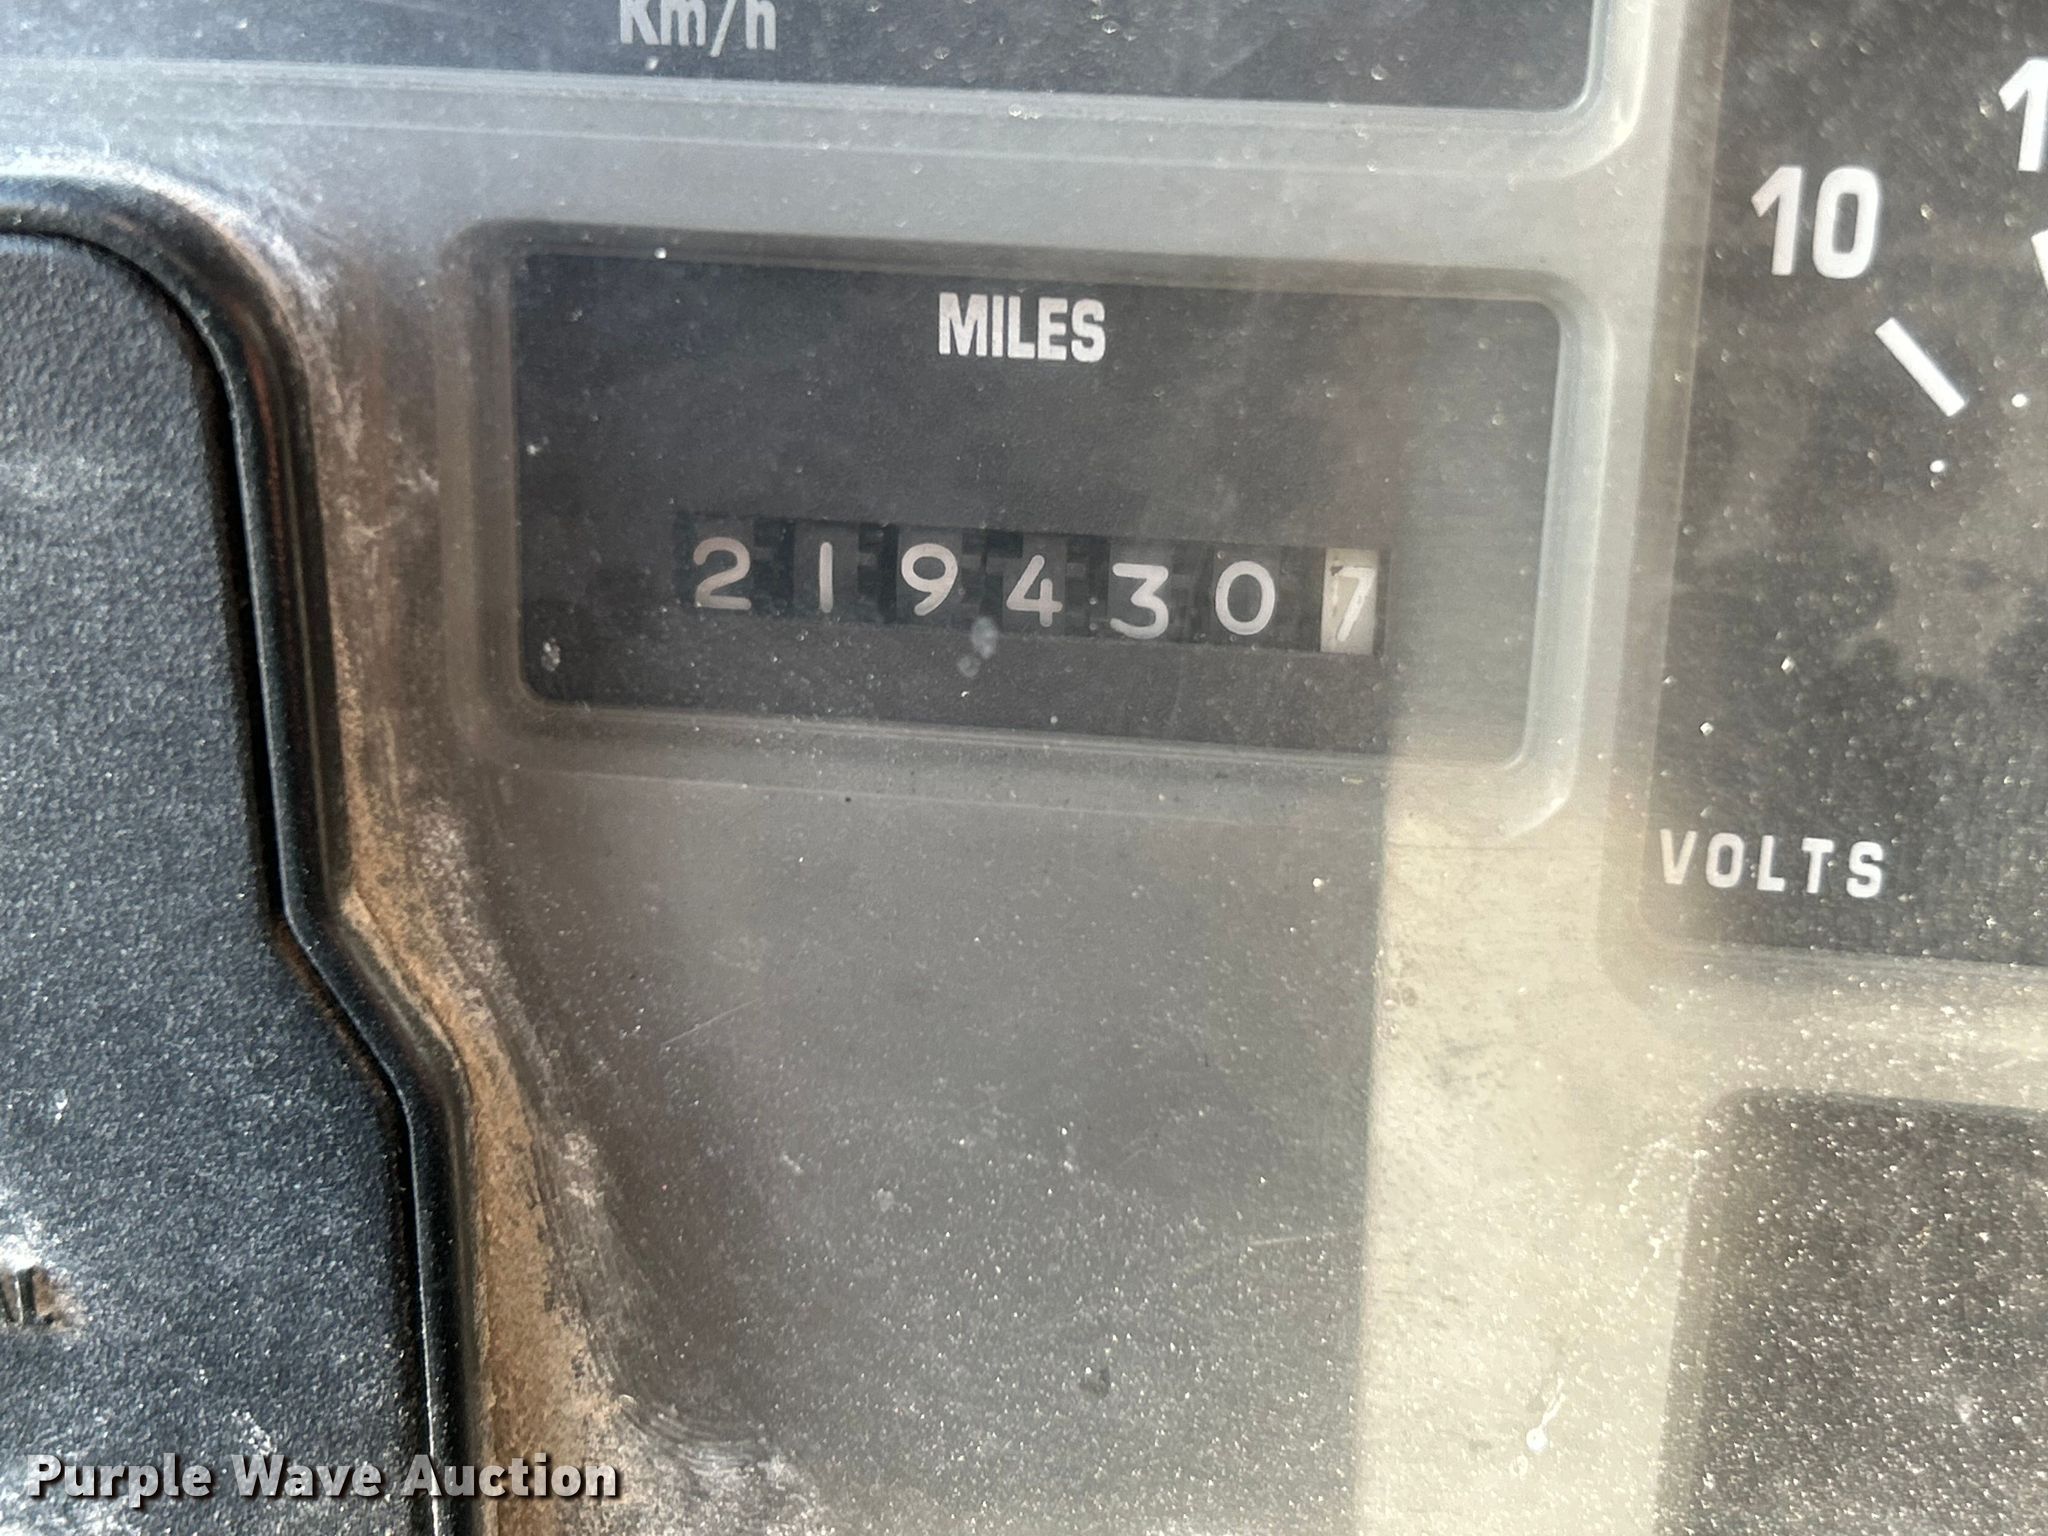 Km/h
10
MILES
2194307
VOLTS
Purple Wave Auction